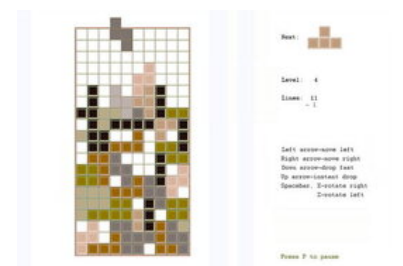 Next:
Level: 4
Lines: 11
- 1
Left arrow-move left
Right arrow-move right
Down arrow-drop fast
Up arrow-instant drop
Spacebar, X-rotate right
Z-rotate left
Press P to pause